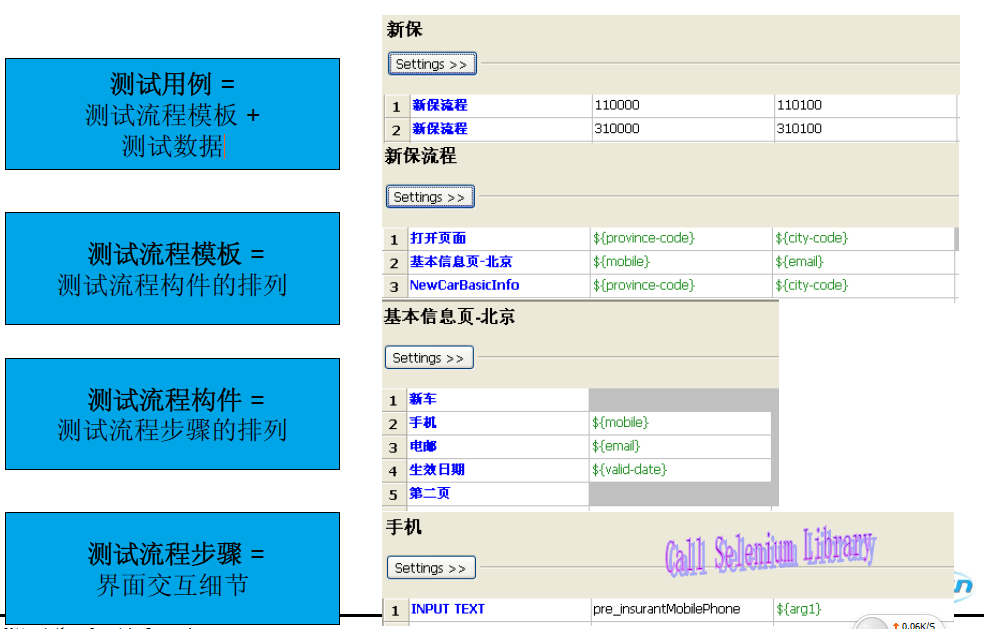 测试用例 =
测试流程模板 +
测试数据
测试流程模板 =
测试流程构件的排列
测试流程构件 =
测试流程步骤的排列
测试流程步骤 =
界面交互细节
新保
Settings >>
1 新保流程 110000 110100
2 新保流程 310000 310100
新保流程
Settings >>
1 打开页面 ${province-code} ${city-code}
2 基本信息页-北京 ${mobile} ${email}
3 NewCarBasicInfo ${province-code} ${city-code}
基本信息页-北京
Settings >>
1 新车
2 手机 ${mobile}
3 电邮 ${email}
4 生效日期 ${valid-date}
5 第二页
手机
Call Selenium Library
Settings >>
1 INPUT TEXT pre_insurantMobilePhone ${arg1}
0.06K/S